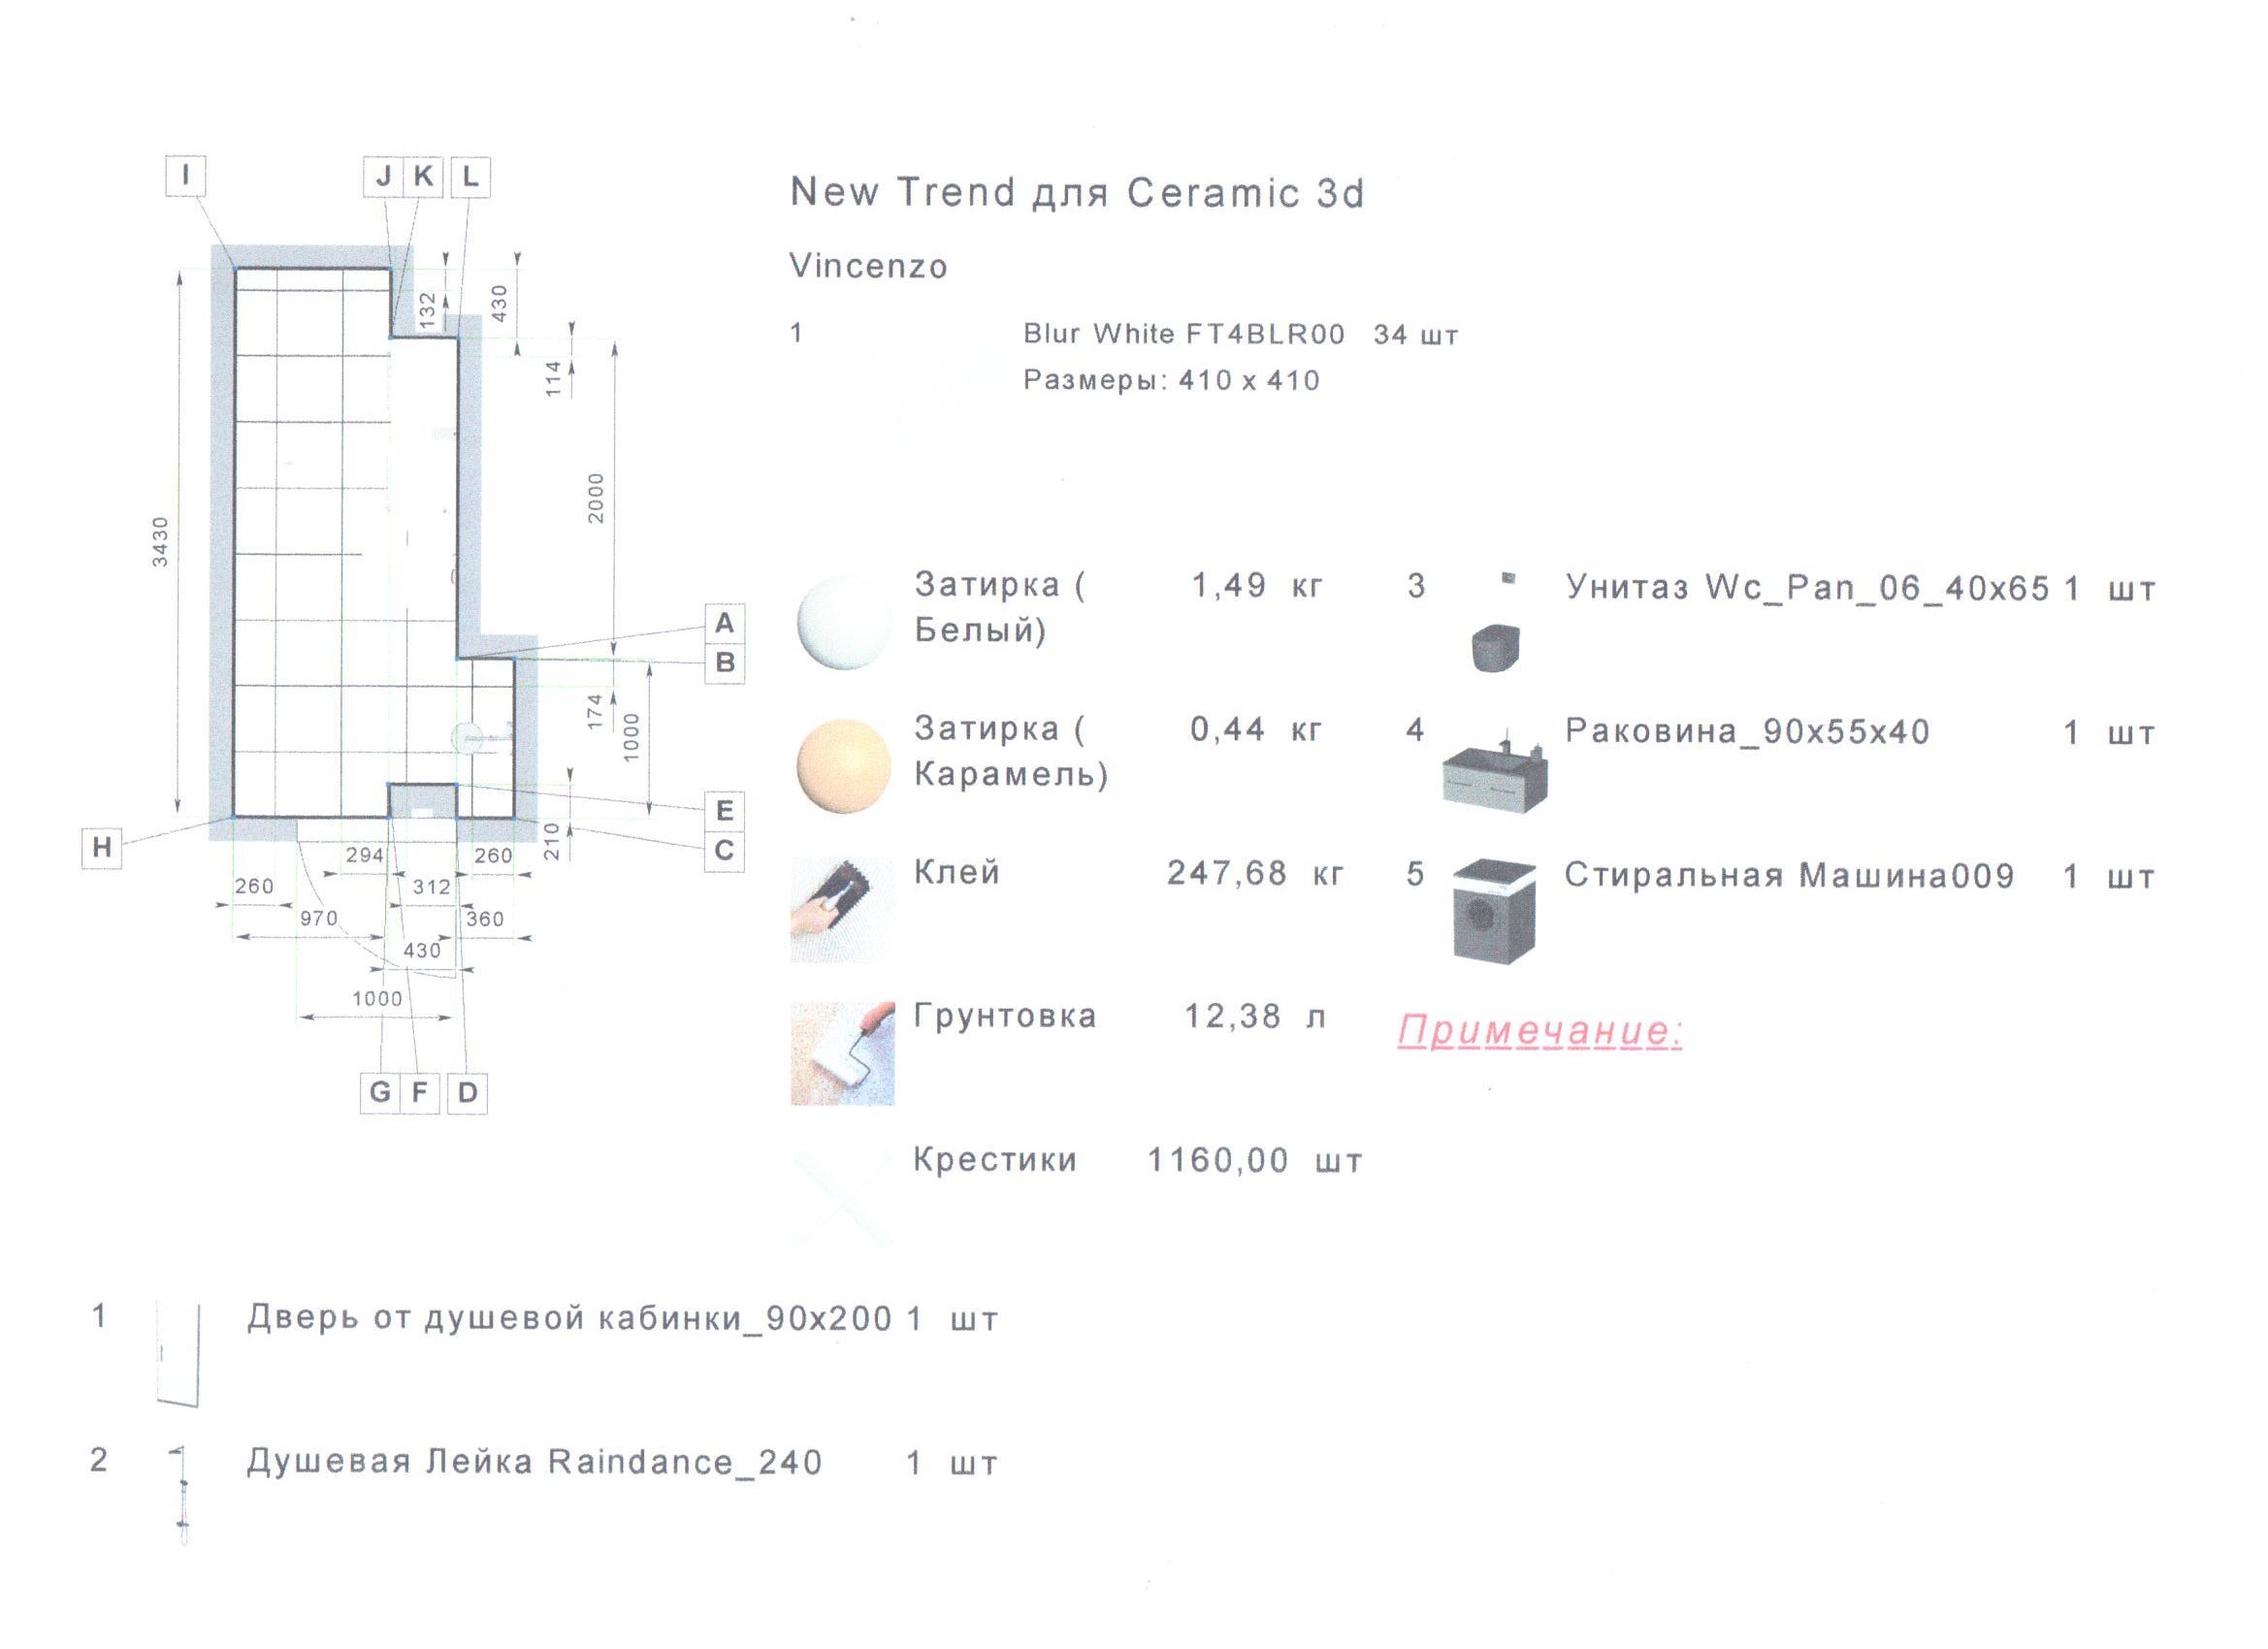 I
J K L
132
430
114
2000
3430
A
B
174
1000
E
C
210
H
294
260
260
312
970
360
430
1000
G F D
New Trend для Ceramic 3d
Vincenzo
1 Blur White FT4BLR00 34 шт
Размеры: 410 x 410
Затирка ( 1,49 кг
Белый)
Затирка ( 0,44 кг
Карамель)
Клей 247,68 кг
Грунтовка 12,38 л
Крестики 1160,00 шт
3 Унитаз Wc_Pan_06_40x65 1 шт
4 Раковина_90x55x40 1 шт
5 Стиральная Машина009 1 шт
Примечание:
1 Дверь от душевой кабинки_90x200 1 шт
2 Душевая Лейка Raindance_240 1 шт